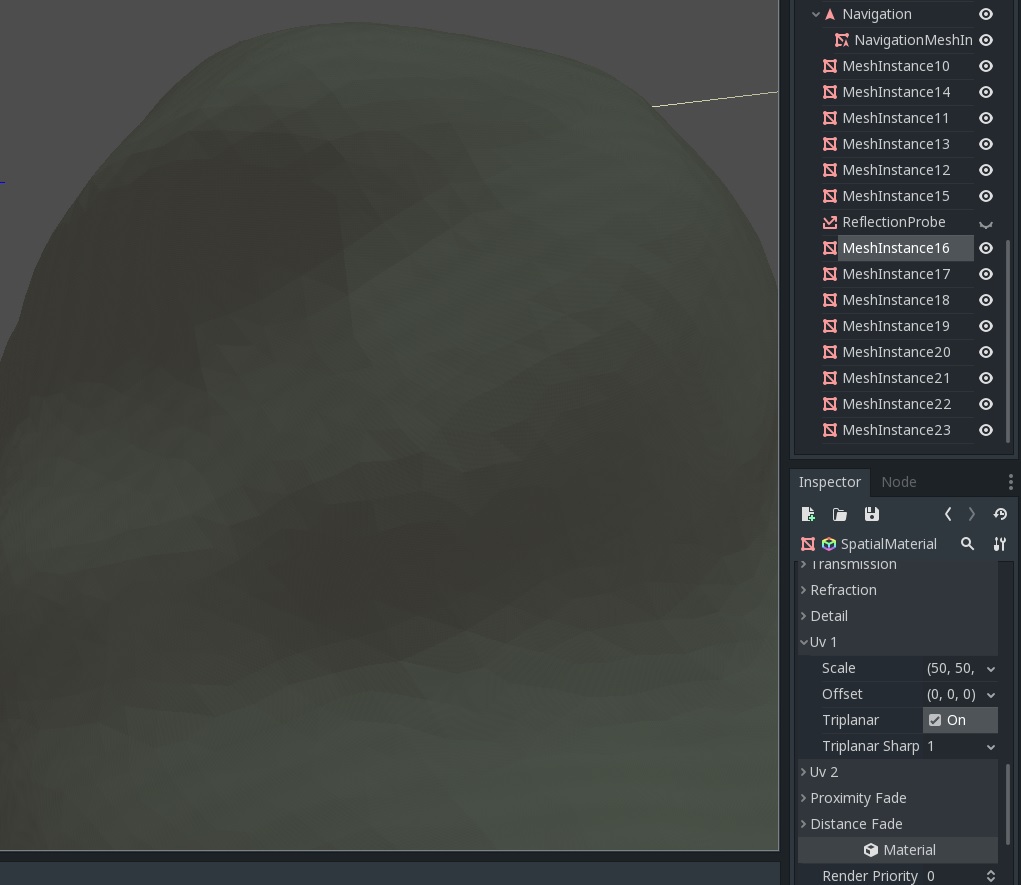 Navigation
NavigationMeshIn
MeshInstance10
MeshInstance14
MeshInstance11
MeshInstance13
MeshInstance12
MeshInstance15
ReflectionProbe
MeshInstance16
MeshInstance17
MeshInstance18
MeshInstance19
MeshInstance20
MeshInstance21
MeshInstance22
MeshInstance23
Inspector Node
SpatialMaterial
Transmission
Refraction
Detail
Uv 1
Scale (50, 50,
Offset (0, 0, 0)
Triplanar On
Triplanar Sharp 1
Uv 2
Proximity Fade
Distance Fade
Material
Render Priority 0